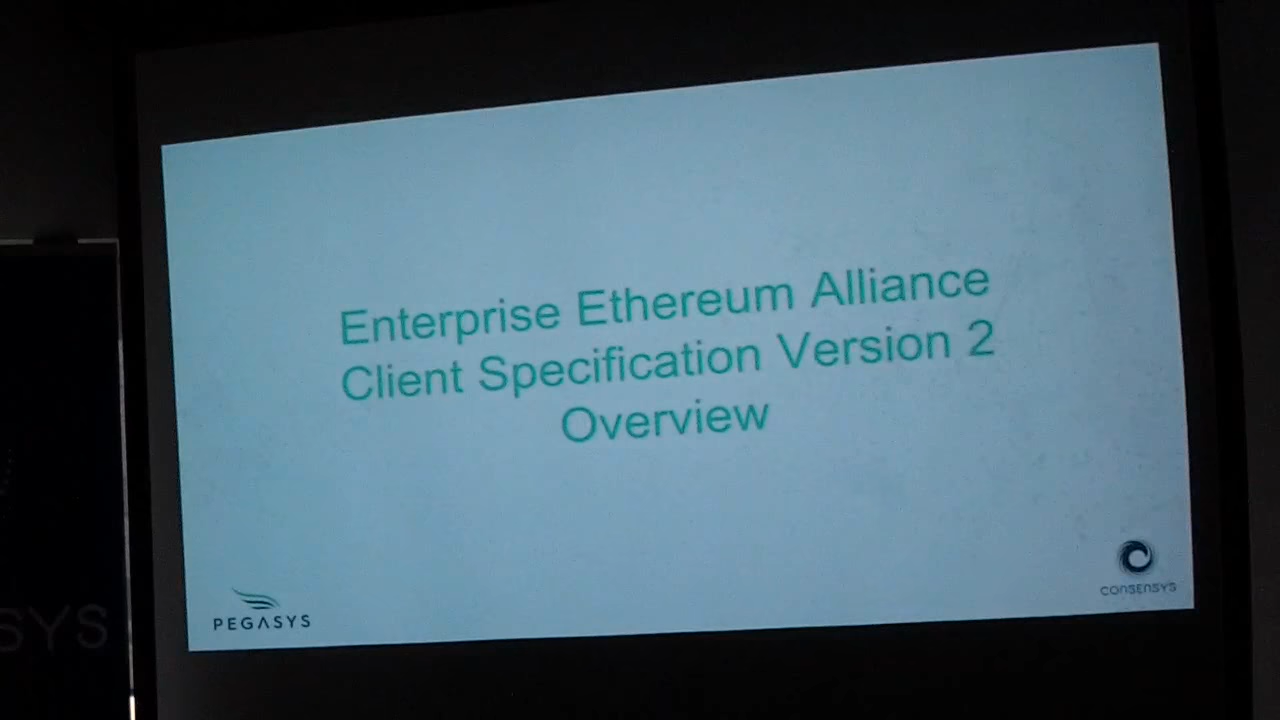 Enterprise Ethereum Alliance
Client Specification Version 2
Overview
PEGASYS
CONSENSYS
SYS